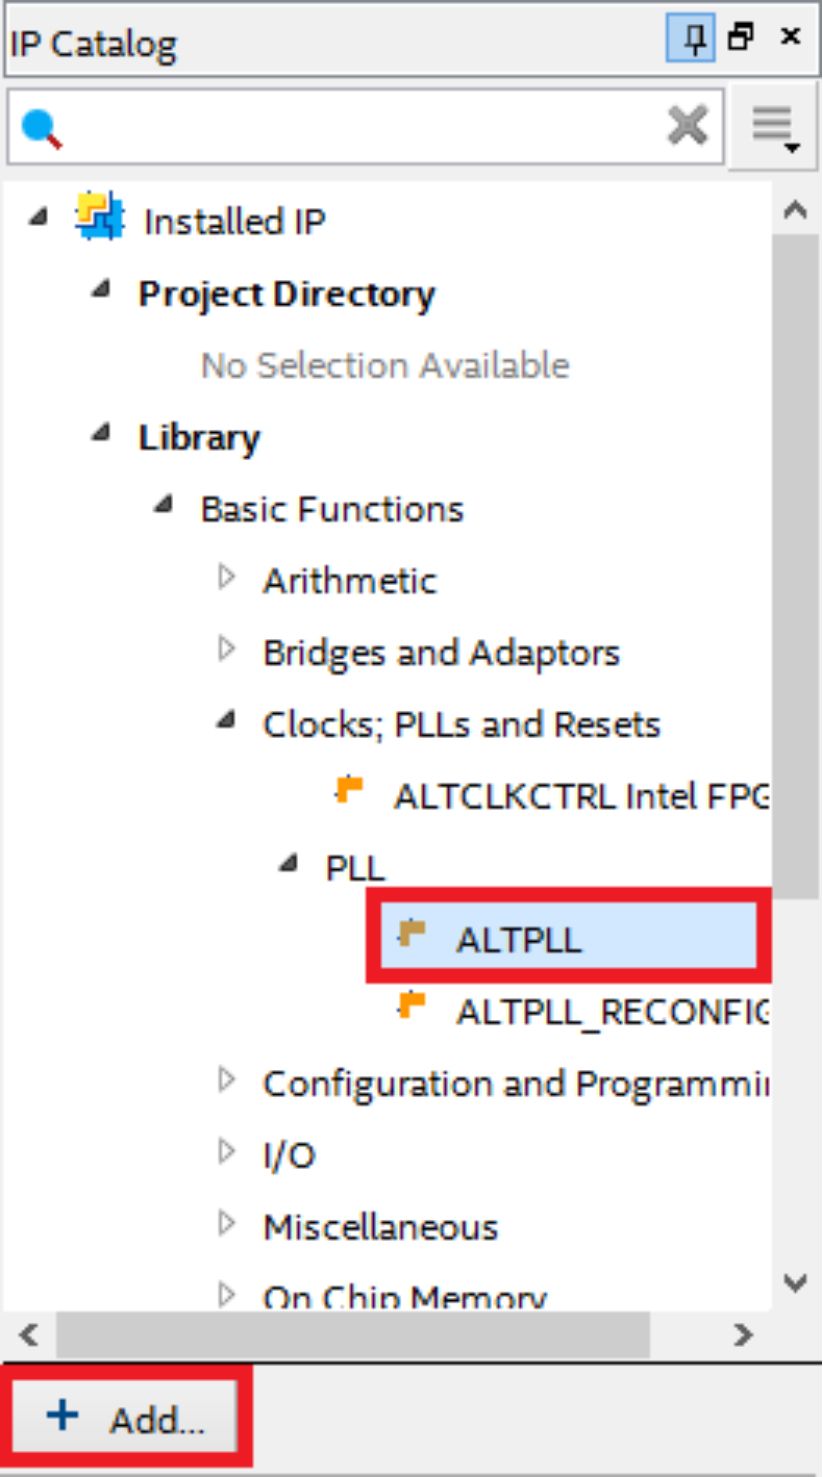 IP Catalog
Installed IP
Project Directory
No Selection Available
Library
Basic Functions
Arithmetic
Bridges and Adaptors
Clocks; PLLs and Resets
ALTCLKCTRL Intel FPG
PLL
ALTPLL
ALTPLL_RECONFIG
Configuration and Programmin
I/O
Miscellaneous
On Chip Memory
+ Add...